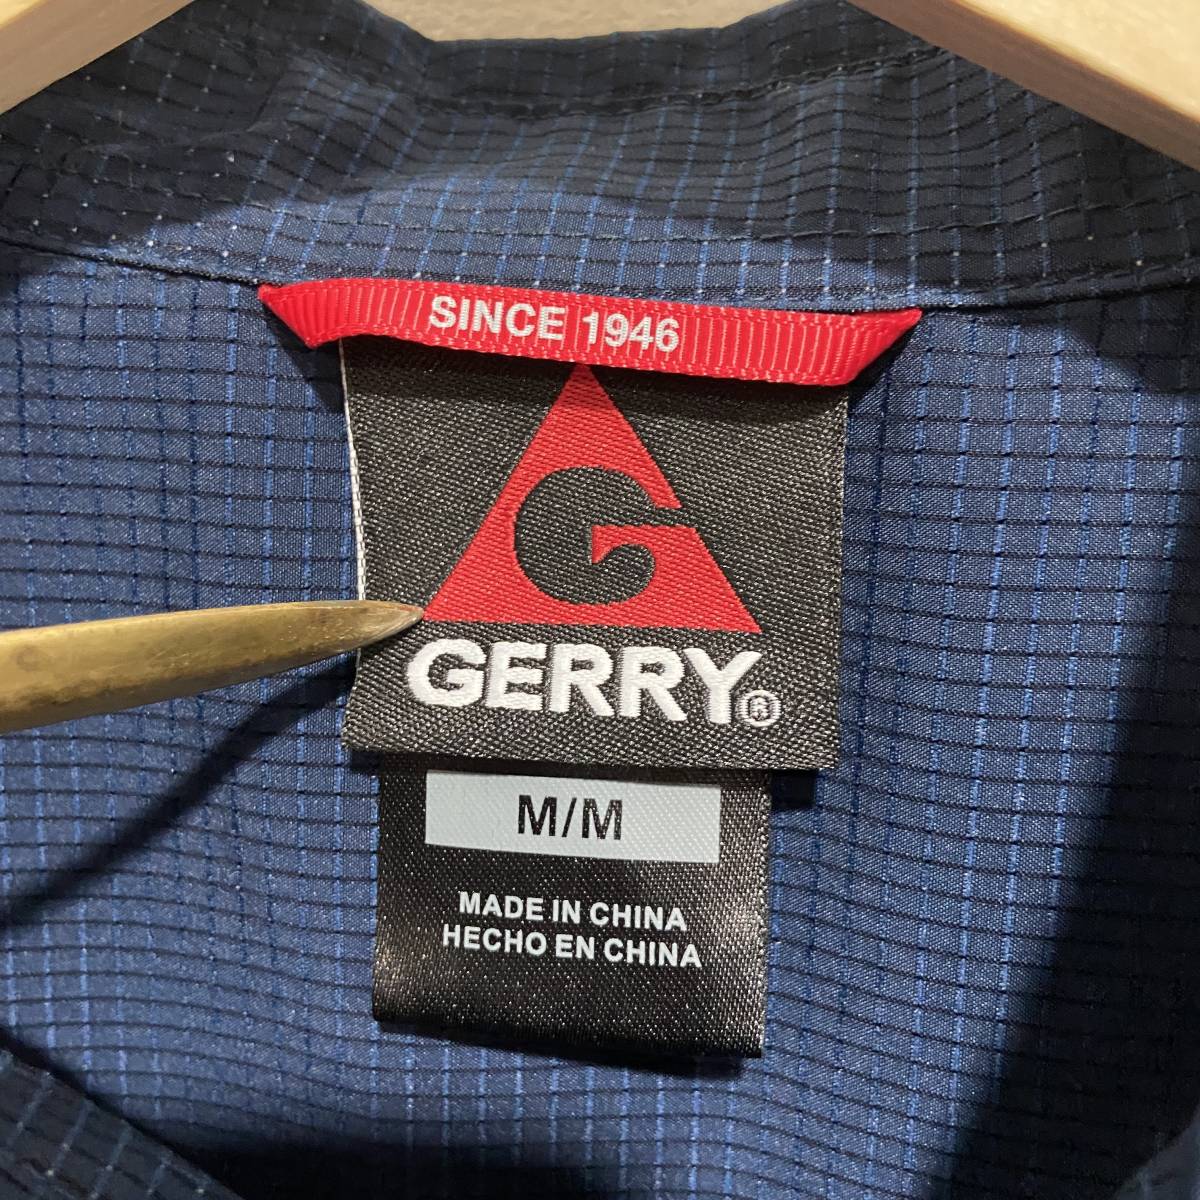 SINCE 1946
G
GERRY®
M/M
MADE IN CHINA
HECHO EN CHINA